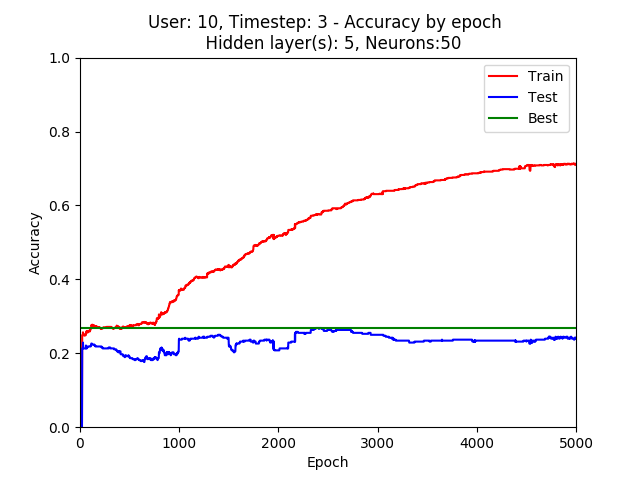 User: 10, Timestep: 3 - Accuracy by epoch
Hidden layer(s): 5, Neurons:50
1.0
0.8
0.6
0.4
0.2
0.0
Accuracy
Train
Test
Best
0
1000
2000
3000
4000
5000
Epoch